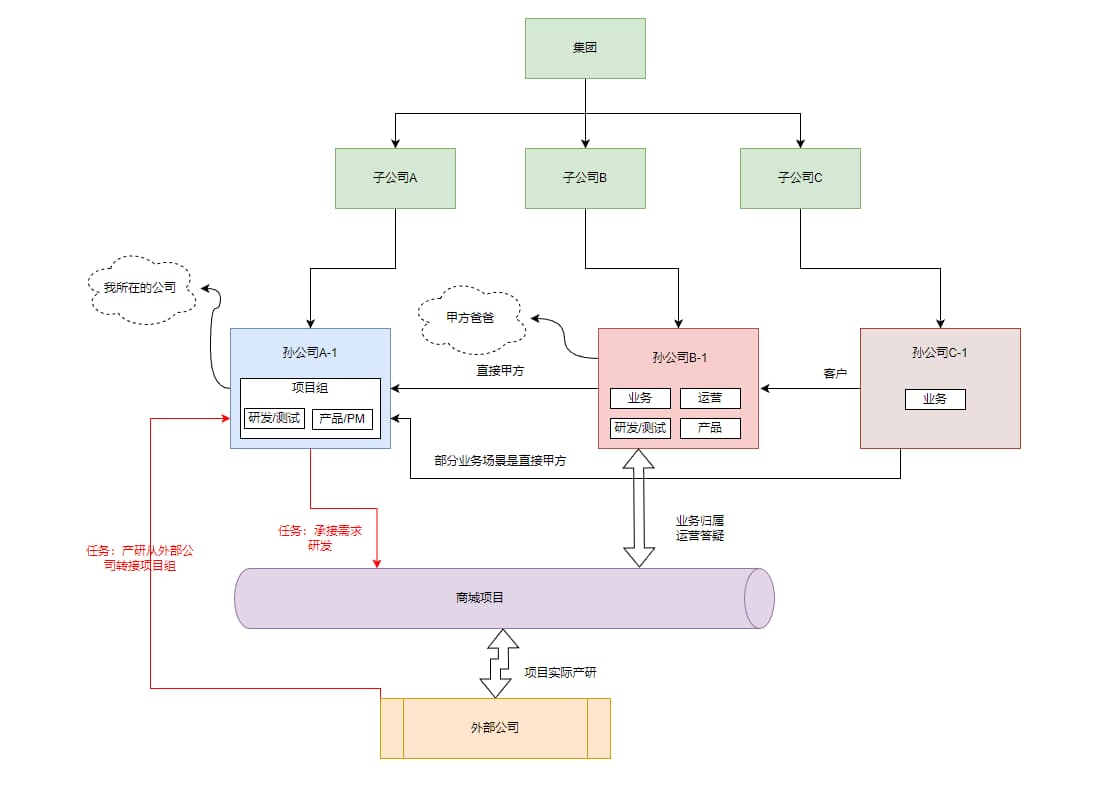 集团
子公司A
子公司B
子公司C
我所在的公司
甲方爸爸
孙公司A-1
项目组
研发/测试
产品/PM
直接甲方
孙公司B-1
业务
运营
研发/测试
产品
客户
孙公司C-1
业务
部分业务场景是直接甲方
任务：产研从外部公
司转接项目组
任务：承接需求
研发
业务归属
运营答疑
商城项目
项目实际产研
外部公司